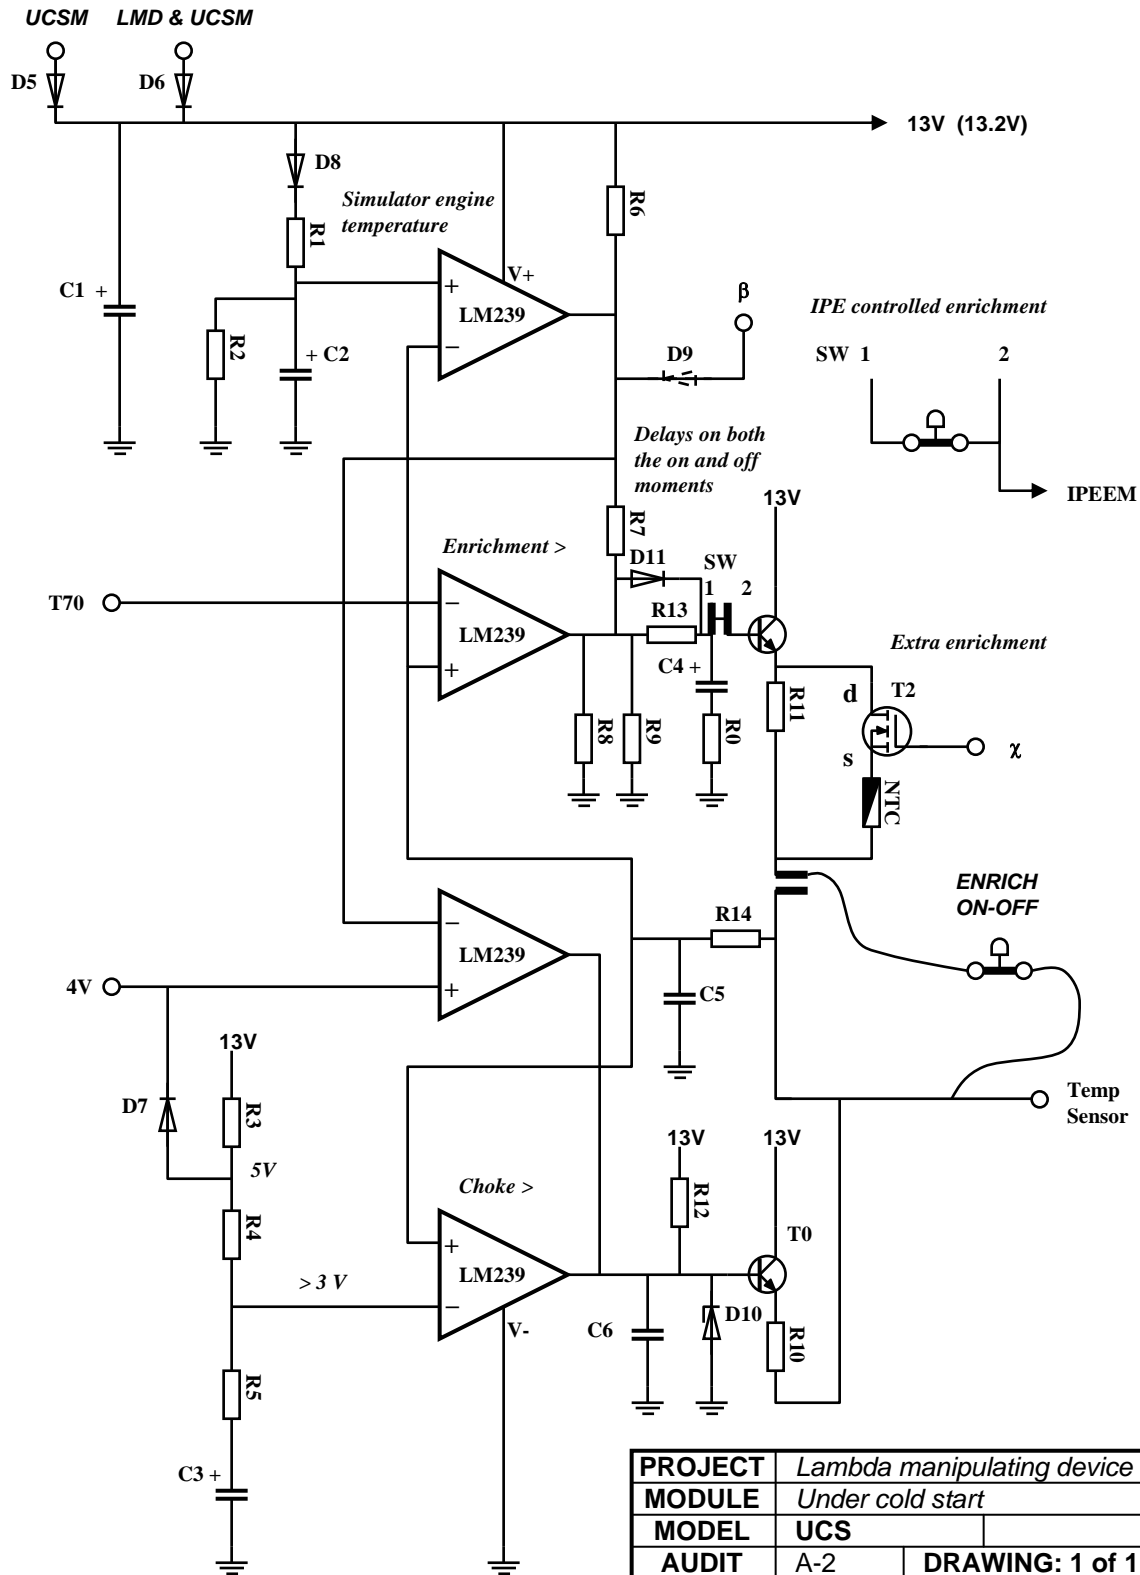 UCSM LMD & UCSM
D5 D6
13V (13.2V)
D8
Simulator engine
temperature
R1
R6
C1 +
+
V+
LM239
−
R2
+ C2
β
D9
IPE controlled enrichment
SW 1 2
IPEEM
Delays on both
the on and off
moments
13V
R7
Enrichment >
D11 SW
1 2
T70
−
LM239
+
R13
C4 +
Extra enrichment
R8 R9 R0 R11
d T2
s
χ
NTC
ENRICH
ON-OFF
−
LM239
+
R14
C5
4V
13V
D7
R3
5V
Temp
Sensor
R4
Choke >
13V 13V
R12
T0
+
LM239
−
V-
> 3 V
C6
D10
R10
R5
C3 +
PROJECT Lambda manipulating device
MODULE Under cold start
MODEL UCS
AUDIT A-2 DRAWING: 1 of 1